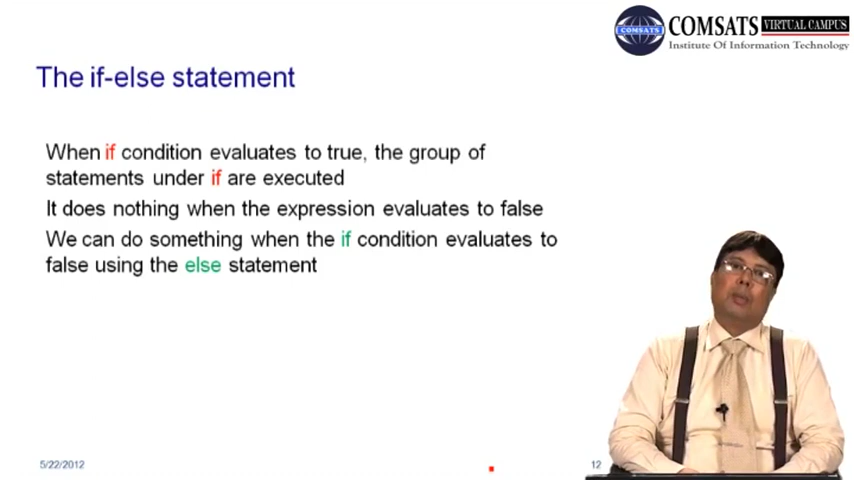 COMSATS VIRTUAL CAMPUS
Institute Of Information Technology
The if-else statement
When if condition evaluates to true, the group of
statements under if are executed
It does nothing when the expression evaluates to false
We can do something when the if condition evaluates to
false using the else statement
5/22/2012
12